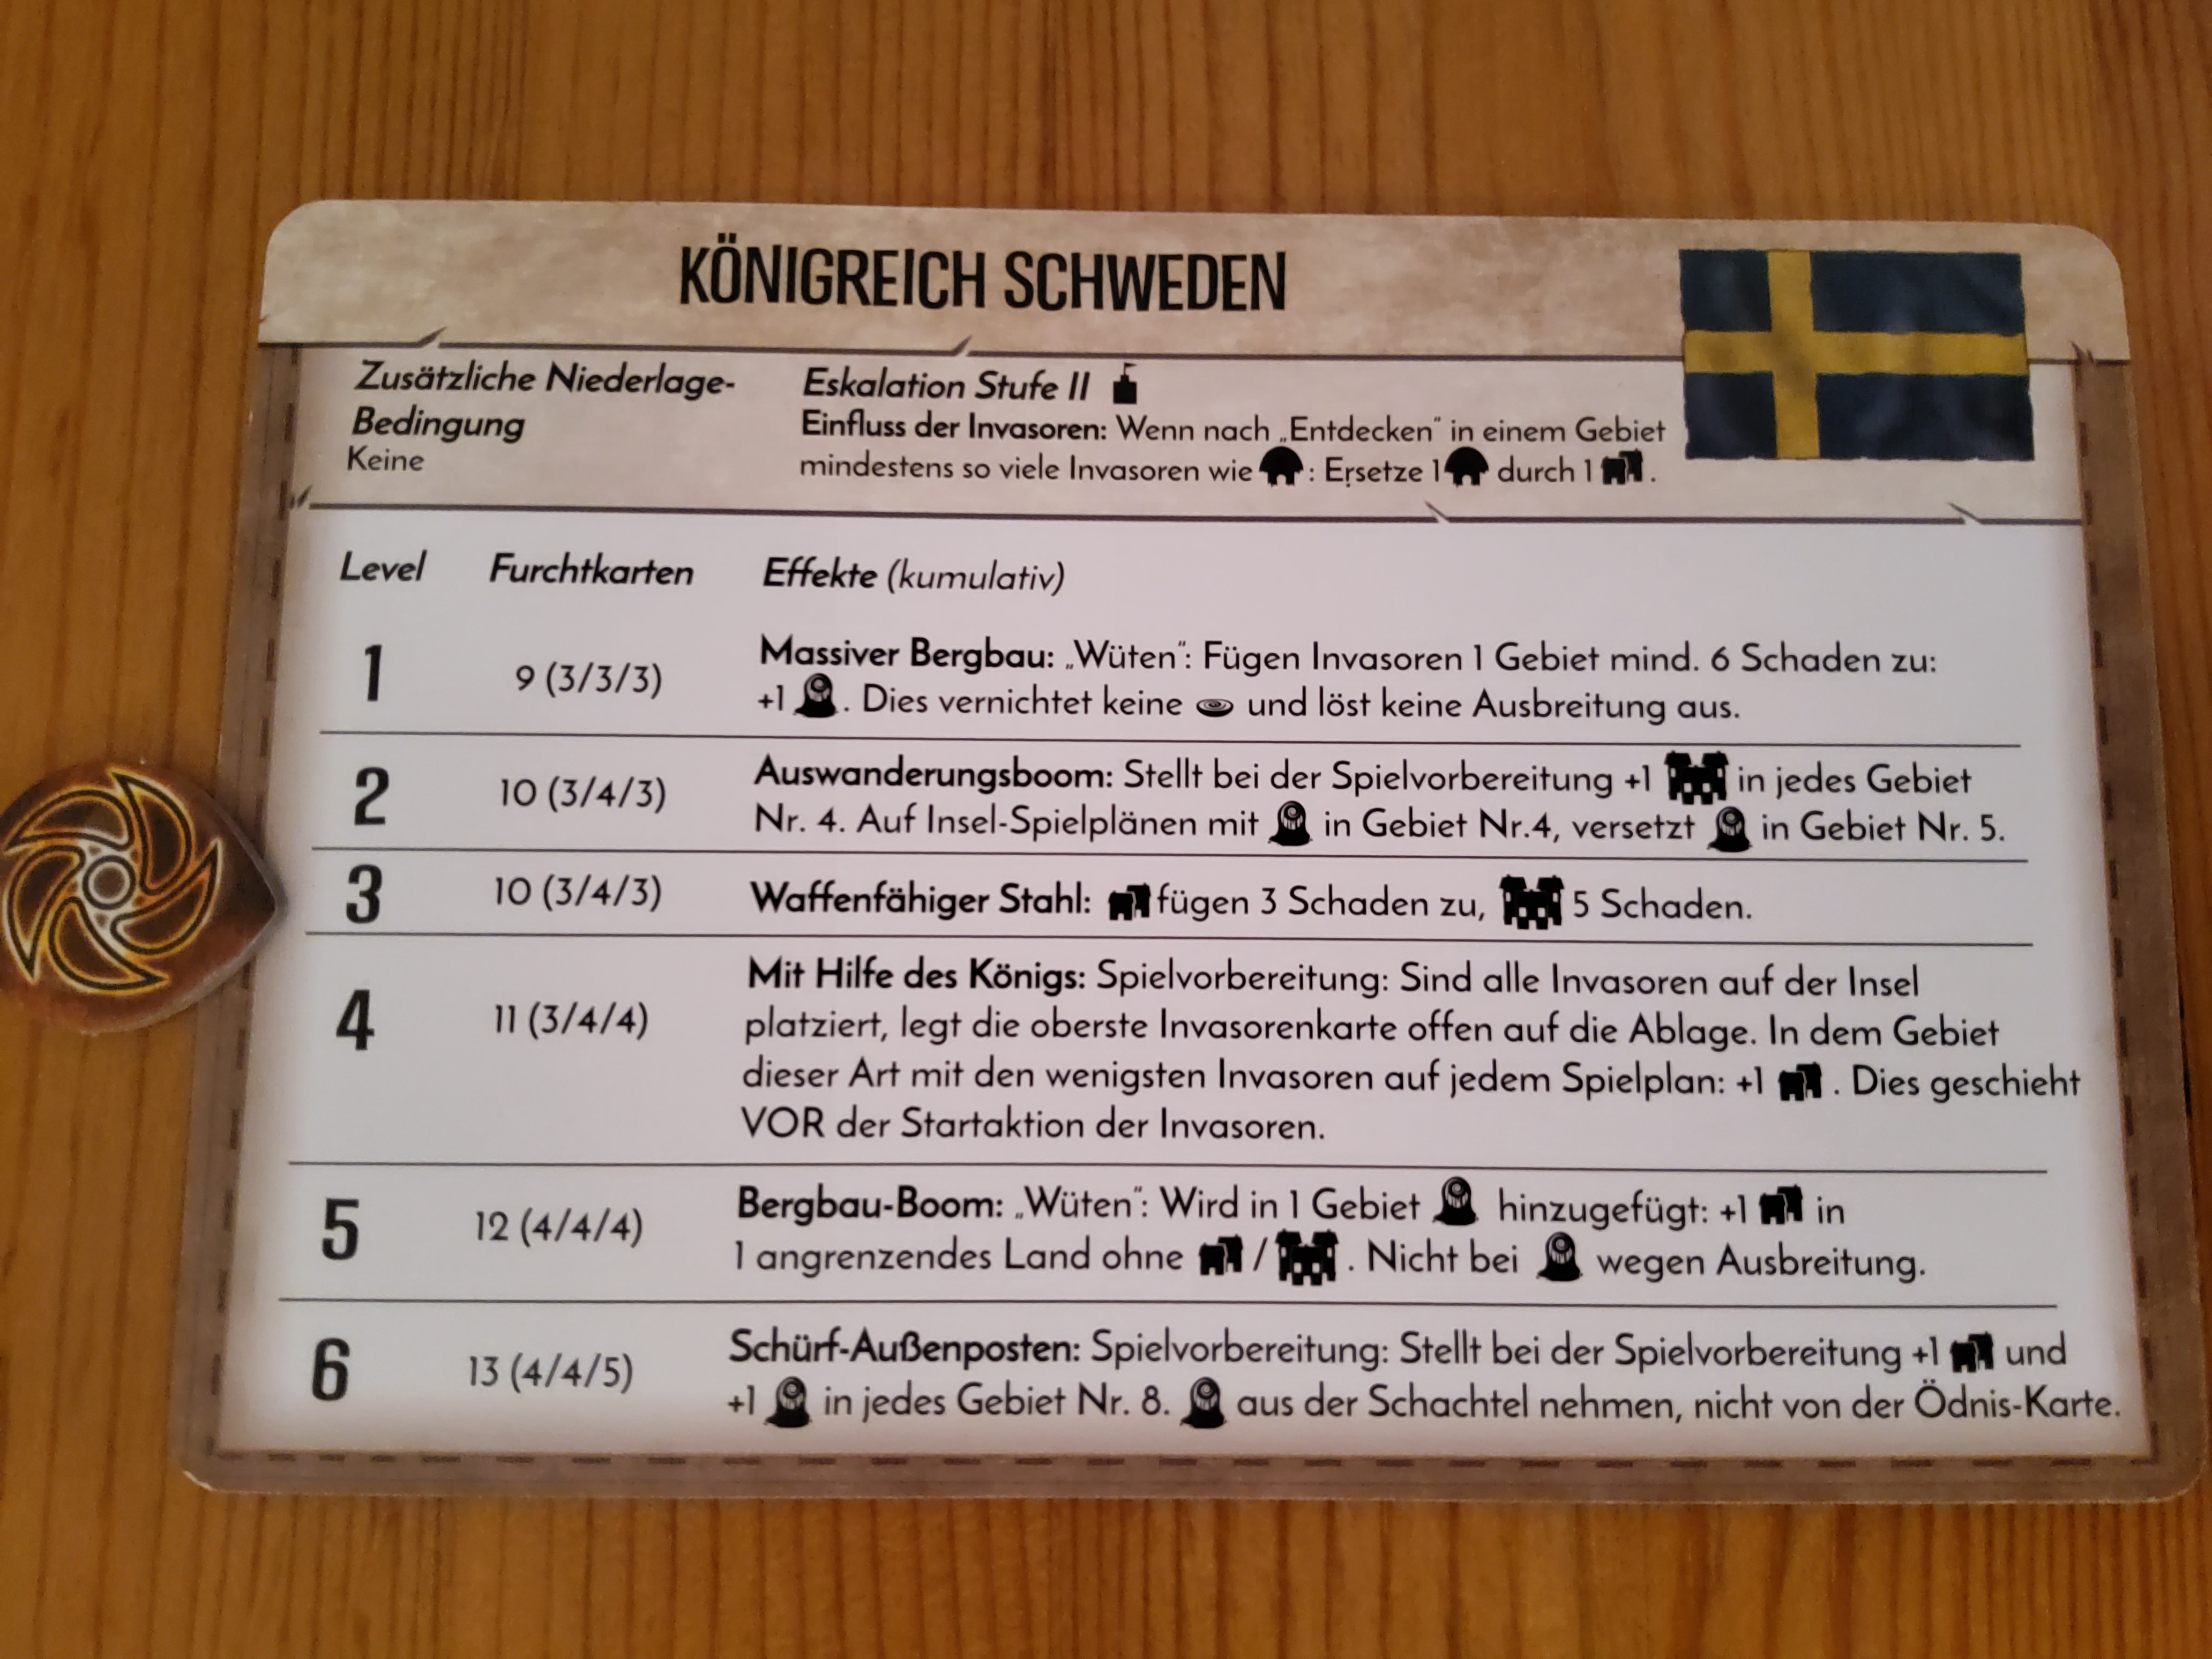 KÖNIGREICH SCHWEDEN
Zusätzliche Niederlage-
Bedingung
Keine
Eskalation Stufe II
Einfluss der Invasoren: Wenn nach „Entdecken“ in einem Gebiet
mindestens so viele Invasoren wie : Ersetze 1 durch 1 .
Level Furchtkarten Effekte (kumulativ)
1 9 (3/3/3) Massiver Bergbau: „Wüten“: Fügen Invasoren 1 Gebiet mind. 6 Schaden zu:
+1 . Dies vernichtet keine und löst keine Ausbreitung aus.
2 10 (3/4/3) Auswanderungsboom: Stellt bei der Spielvorbereitung +1 in jedes Gebiet
Nr. 4. Auf Insel-Spielplänen mit in Gebiet Nr.4, versetzt in Gebiet Nr. 5.
3 10 (3/4/3) Waffenfähiger Stahl: fügen 3 Schaden zu, 5 Schaden.
4 11 (3/4/4) Mit Hilfe des Königs: Spielvorbereitung: Sind alle Invasoren auf der Insel
platziert, legt die oberste Invasorenkarte offen auf die Ablage. In dem Gebiet
dieser Art mit den wenigsten Invasoren auf jedem Spielplan: +1 . Dies geschieht
VOR der Startaktion der Invasoren.
5 12 (4/4/4) Bergbau-Boom: „Wüten“: Wird in 1 Gebiet hinzugefügt: +1 in
1 angrenzendes Land ohne / . Nicht bei wegen Ausbreitung.
6 13 (4/4/5) Schürf-Außenposten: Spielvorbereitung: Stellt bei der Spielvorbereitung +1 und
+1 in jedes Gebiet Nr. 8. aus der Schachtel nehmen, nicht von der Ödnis-Karte.